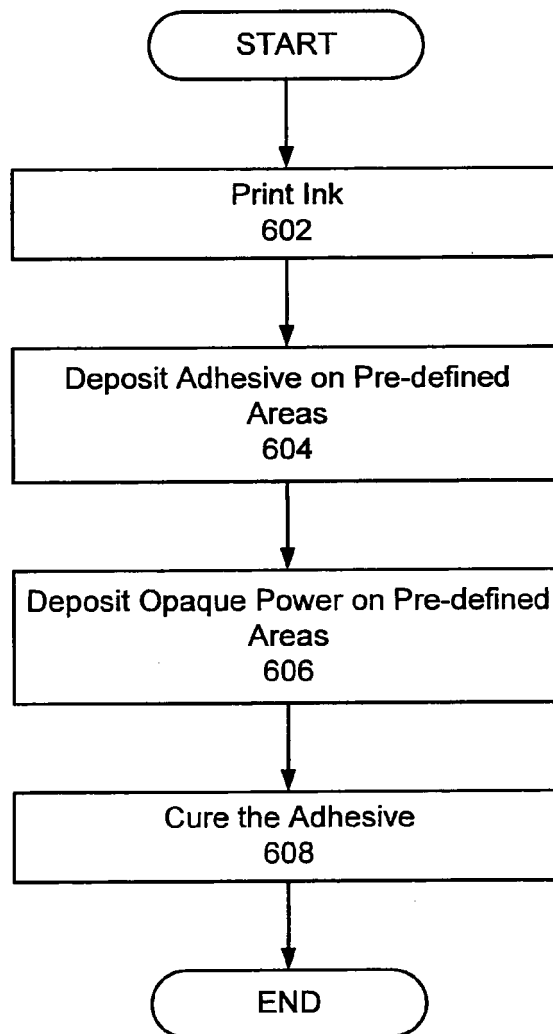 START
Print Ink
602
Deposit Adhesive on Pre-defined
Areas
604
Deposit Opaque Power on Pre-defined
Areas
606
Cure the Adhesive
608
END